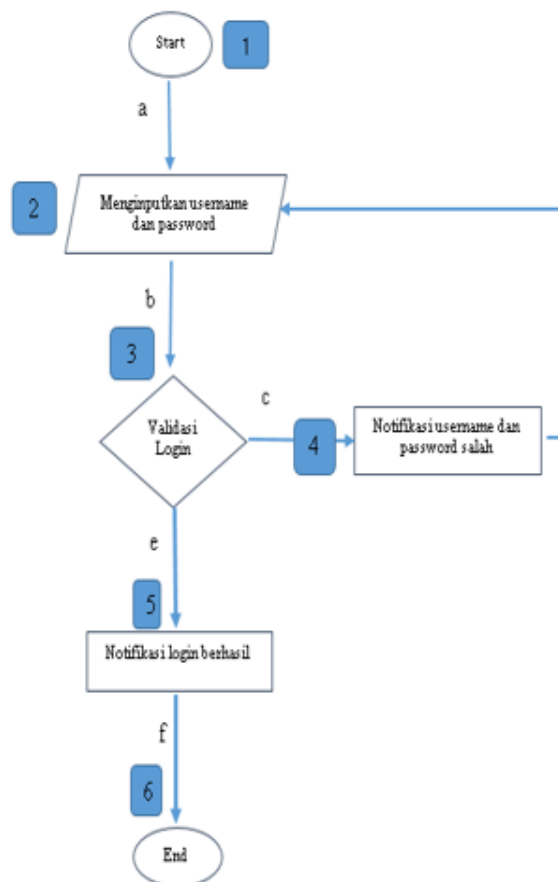 Start
1
a
2
Menginputkan username
dan password
b
3
Validasi
Login
c
4
Notifikasi username dan
password salah
e
5
Notifikasi login berhasil
f
6
End